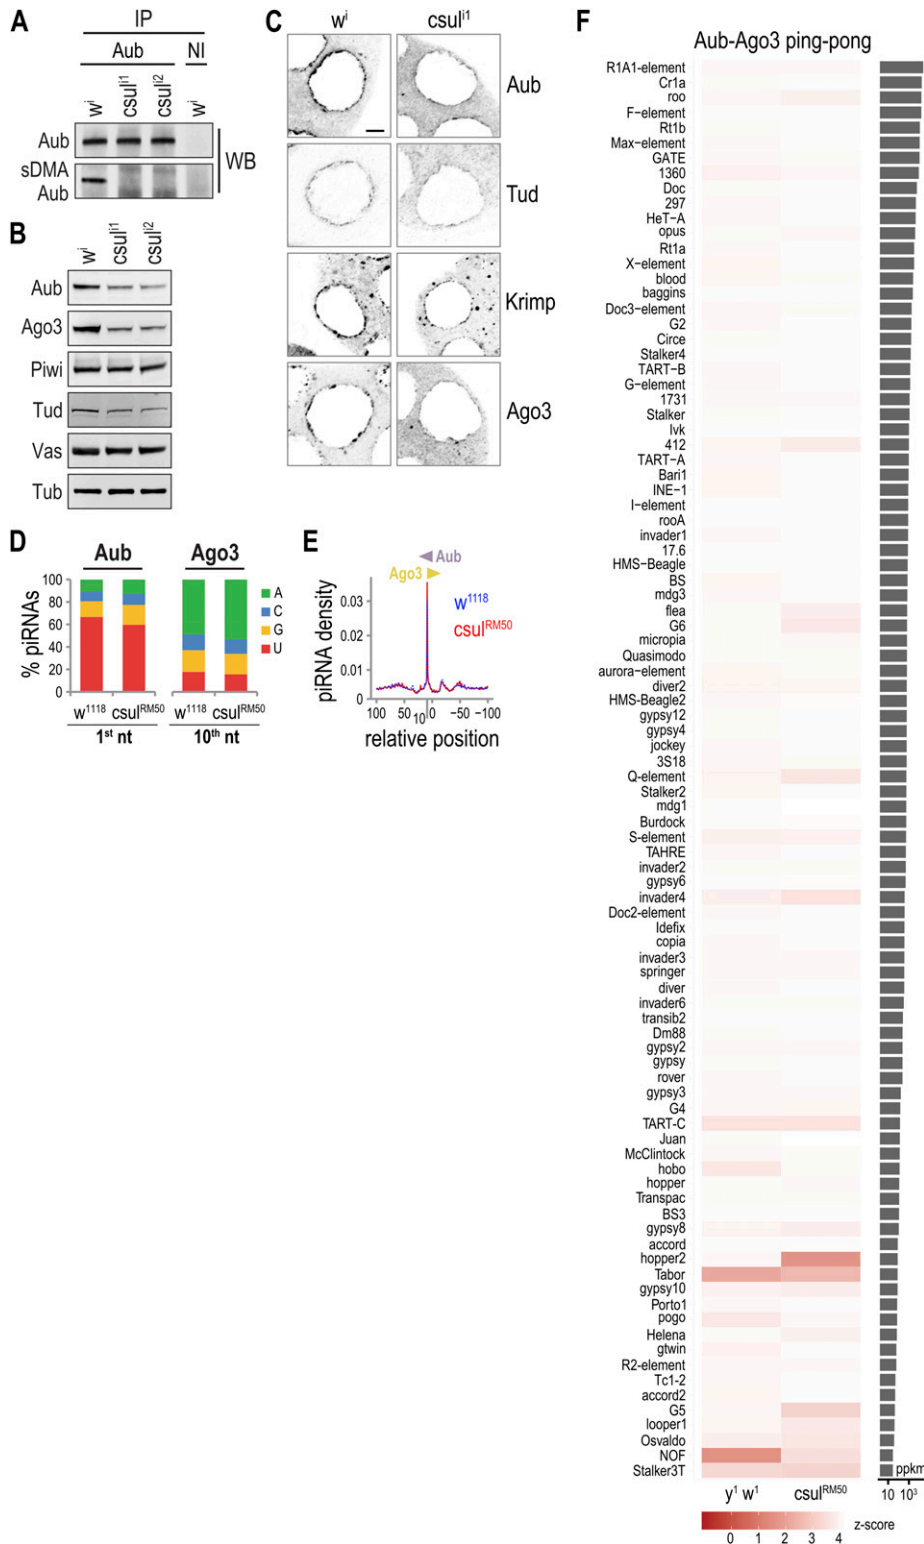 A
IP
Aub
NI
wⁱ
csulⁱ¹
csulⁱ²
wⁱ
Aub
sDMA
Aub
WB
B
wⁱ
csulⁱ¹
csulⁱ²
Aub
Ago3
Piwi
Tud
Vas
Tub
C
wⁱ
csulⁱ¹
Aub
Tud
Krimp
Ago3
D
Aub
Ago3
% piRNAs
100
80
60
40
20
0
A
C
G
U
w¹¹¹⁸ csulᴿᴹ⁵⁰
w¹¹¹⁸ csulᴿᴹ⁵⁰
1ˢᵗ nt
10ᵗʰ nt
E
Aub
Ago3
w¹¹¹⁸
csulᴿᴹ⁵⁰
piRNA density
0.03
0.02
0.01
0
100 50 10 0 −50 −100
relative position
F
Aub-Ago3 ping-pong
R1A1-element
Cr1a
roo
F−element
Rt1b
Max−element
GATE
1360
Doc
297
HeT−A
opus
Rt1a
X−element
blood
baggins
Doc3−element
G2
Circe
Stalker4
TART−B
G−element
1731
Stalker
Ivk
412
TART−A
Bari1
INE−1
I−element
rooA
invader1
17.6
HMS−Beagle
BS
mdg3
flea
G6
micropia
Quasimodo
aurora−element
diver2
HMS-Beagle2
gypsy12
gypsy4
jockey
3S18
Q-element
Stalker2
mdg1
Burdock
S-element
TAHRE
invader2
gypsy6
invader4
Doc2-element
Idefix
copia
invader3
springer
diver
invader6
transib2
Dm88
gypsy2
gypsy
rover
gypsy3
G4
TART-C
Juan
McClintock
hobo
hopper
Transpac
BS3
gypsy8
accord
hopper2
Tabor
gypsy10
Porto1
pogo
Helena
gtwin
R2-element
Tc1-2
accord2
G5
looper1
Osvaldo
NOF
Stalker3T
ppkm
10 10³
y¹ w¹
csulᴿᴹ⁵⁰
0 1 2 3 4
z-score